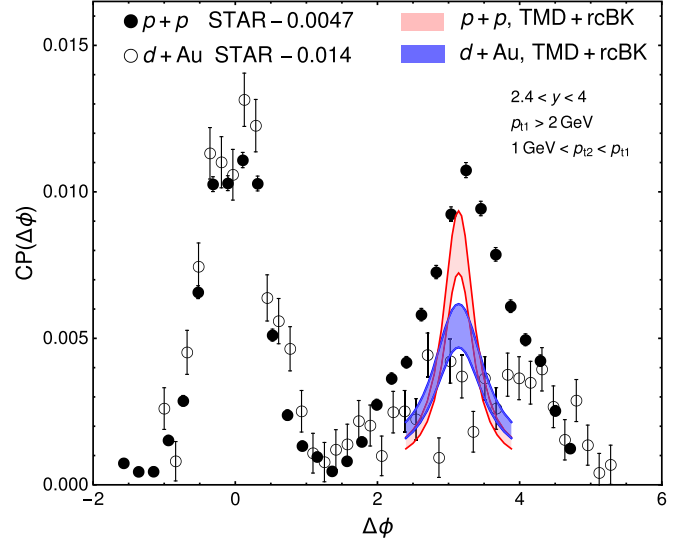 p + p STAR − 0.0047
p + p, TMD + rcBK
d + Au STAR − 0.014
d + Au, TMD + rcBK
2.4 < y < 4
p_t1 > 2 GeV
1 GeV < p_t2 < p_t1
0.015
0.010
0.005
0.000
CP(Δϕ)
−2
0
2
4
6
Δϕ